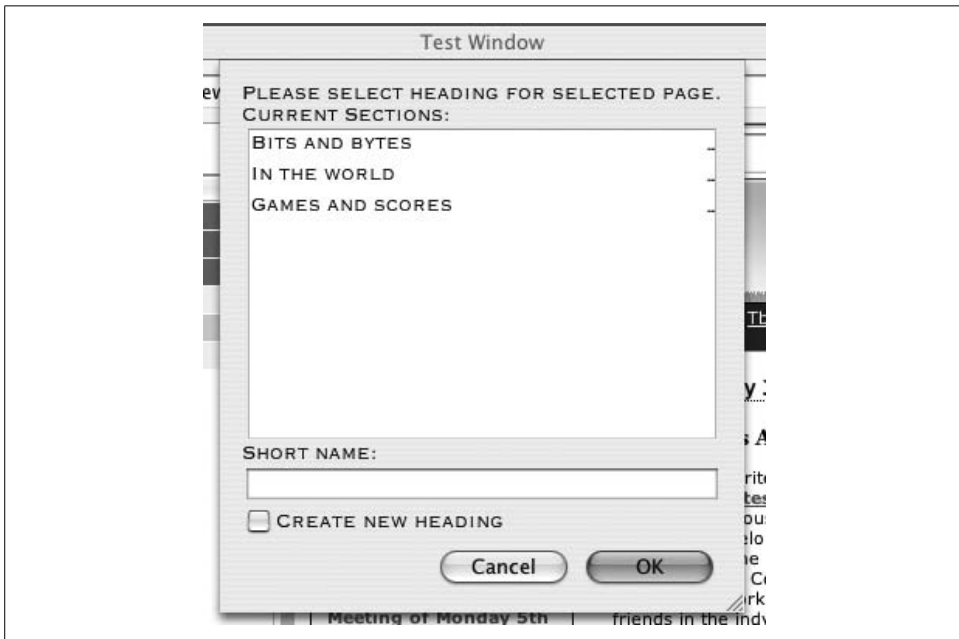 Test Window
PLEASE SELECT HEADING FOR SELECTED PAGE.
CURRENT SECTIONS:
BITS AND BYTES
IN THE WORLD
GAMES AND SCORES
SHORT NAME:
CREATE NEW HEADING
Cancel
OK
Meeting of Monday 5th
friends in the